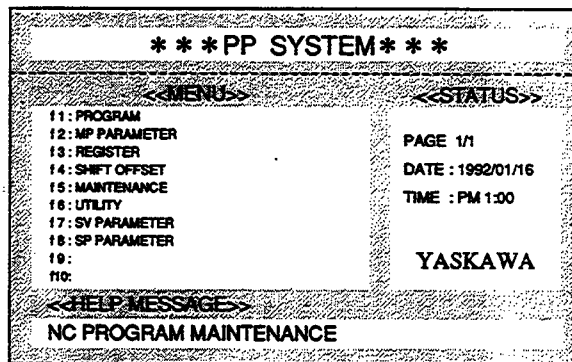 * * * PP SYSTEM * * *
<<MENU>>
f1 : PROGRAM
f2 : MP PARAMETER
f3 : REGISTER
f4 : SHIFT OFFSET
f5 : MAINTENANCE
f6 : UTILITY
f7 : SV PARAMETER
f8 : SP PARAMETER
f9 :
f10:
<<STATUS>>
PAGE 1/1
DATE : 1992/01/16
TIME : PM 1:00
YASKAWA
<<HELP MESSAGE>>
NC PROGRAM MAINTENANCE